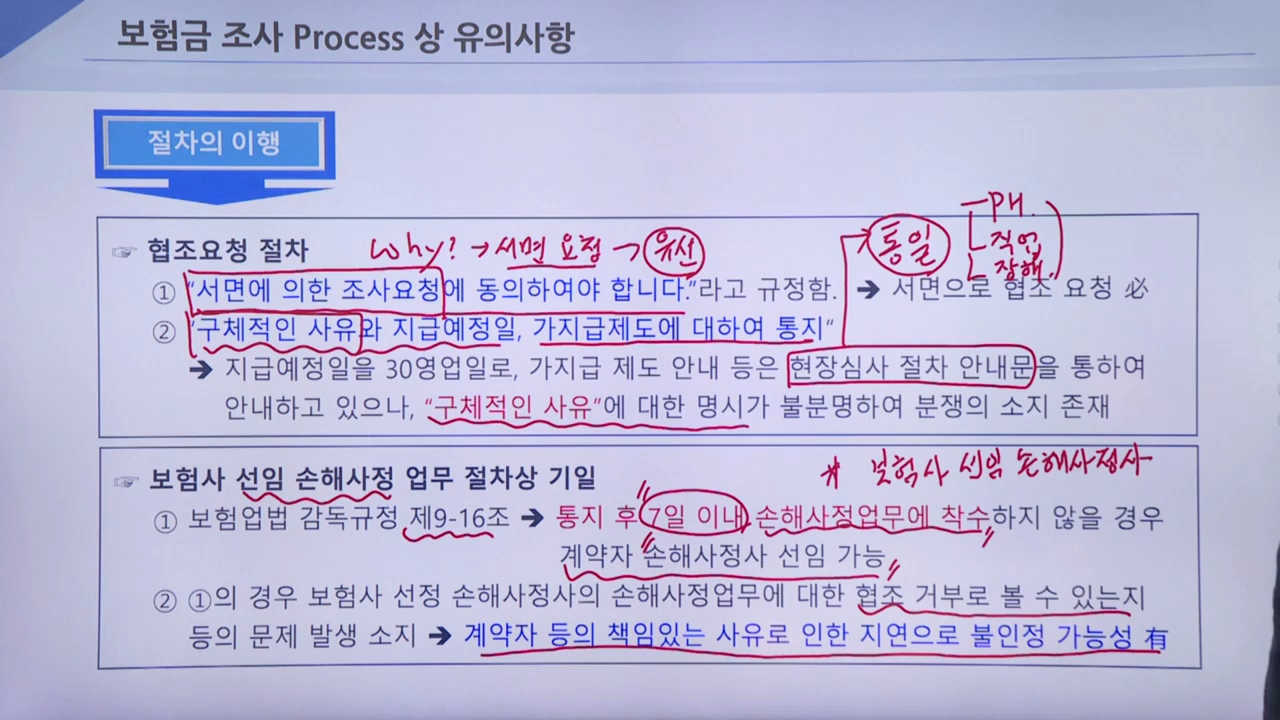 보험금 조사 Process 상 유의사항
절차의 이행
☞ 협조요청 절차
why? → 서면 요청 → 유선
통일
PH.
직업
장해.
① “서면에 의한 조사요청에 동의하여야 합니다.”라고 규정함. → 서면으로 협조 요청 必
② “구체적인 사유와 지급예정일, 가지급제도에 대하여 통지“
→ 지급예정일을 30영업일로, 가지급 제도 안내 등은 현장심사 절차 안내문을 통하여
안내하고 있으나, “구체적인 사유”에 대한 명시가 불분명하여 분쟁의 소지 존재
☞ 보험사 선임 손해사정 업무 절차상 기일
* 보험사 선임 손해사정사
① 보험업법 감독규정 제9-16조 → 통지 후 7일 이내 손해사정업무에 착수하지 않을 경우
계약자 손해사정사 선임 가능
② ①의 경우 보험사 선정 손해사정사의 손해사정업무에 대한 협조 거부로 볼 수 있는지
등의 문제 발생 소지 → 계약자 등의 책임있는 사유로 인한 지연으로 불인정 가능성 有